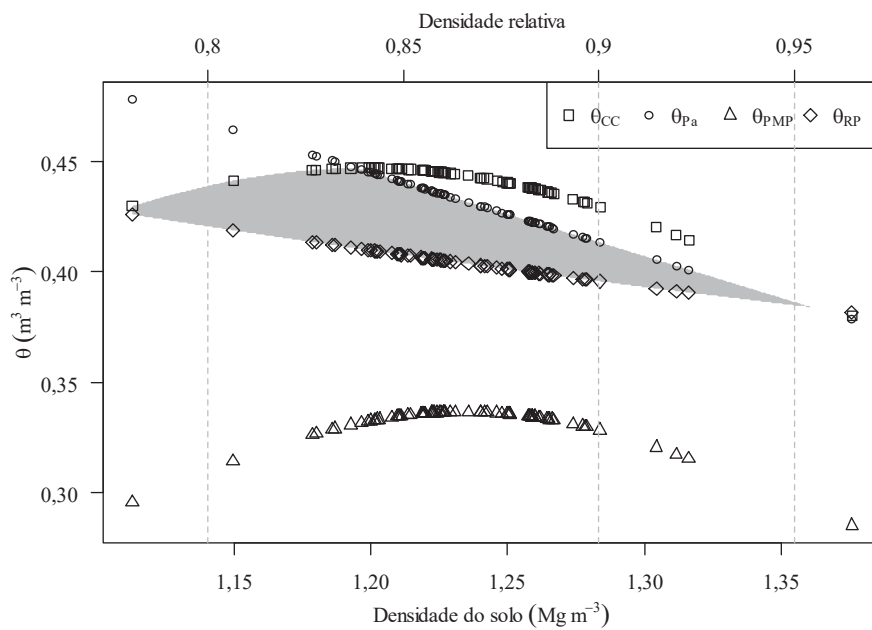 Densidade relativa
0,8 0,85 0,9 0,95
θCC θPa θPMP θRP
0,45
0,40
0,35
0,30
θ (m³ m⁻³)
1,15 1,20 1,25 1,30 1,35
Densidade do solo (Mg m⁻³)